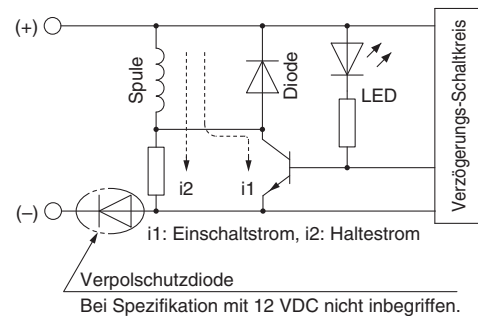 (+)
Spule
Diode
LED
Verzögerungs-Schaltkreis
i2
i1
(–)
i1: Einschaltstrom, i2: Haltestrom
Verpolschutzdiode
Bei Spezifikation mit 12 VDC nicht inbegriffen.